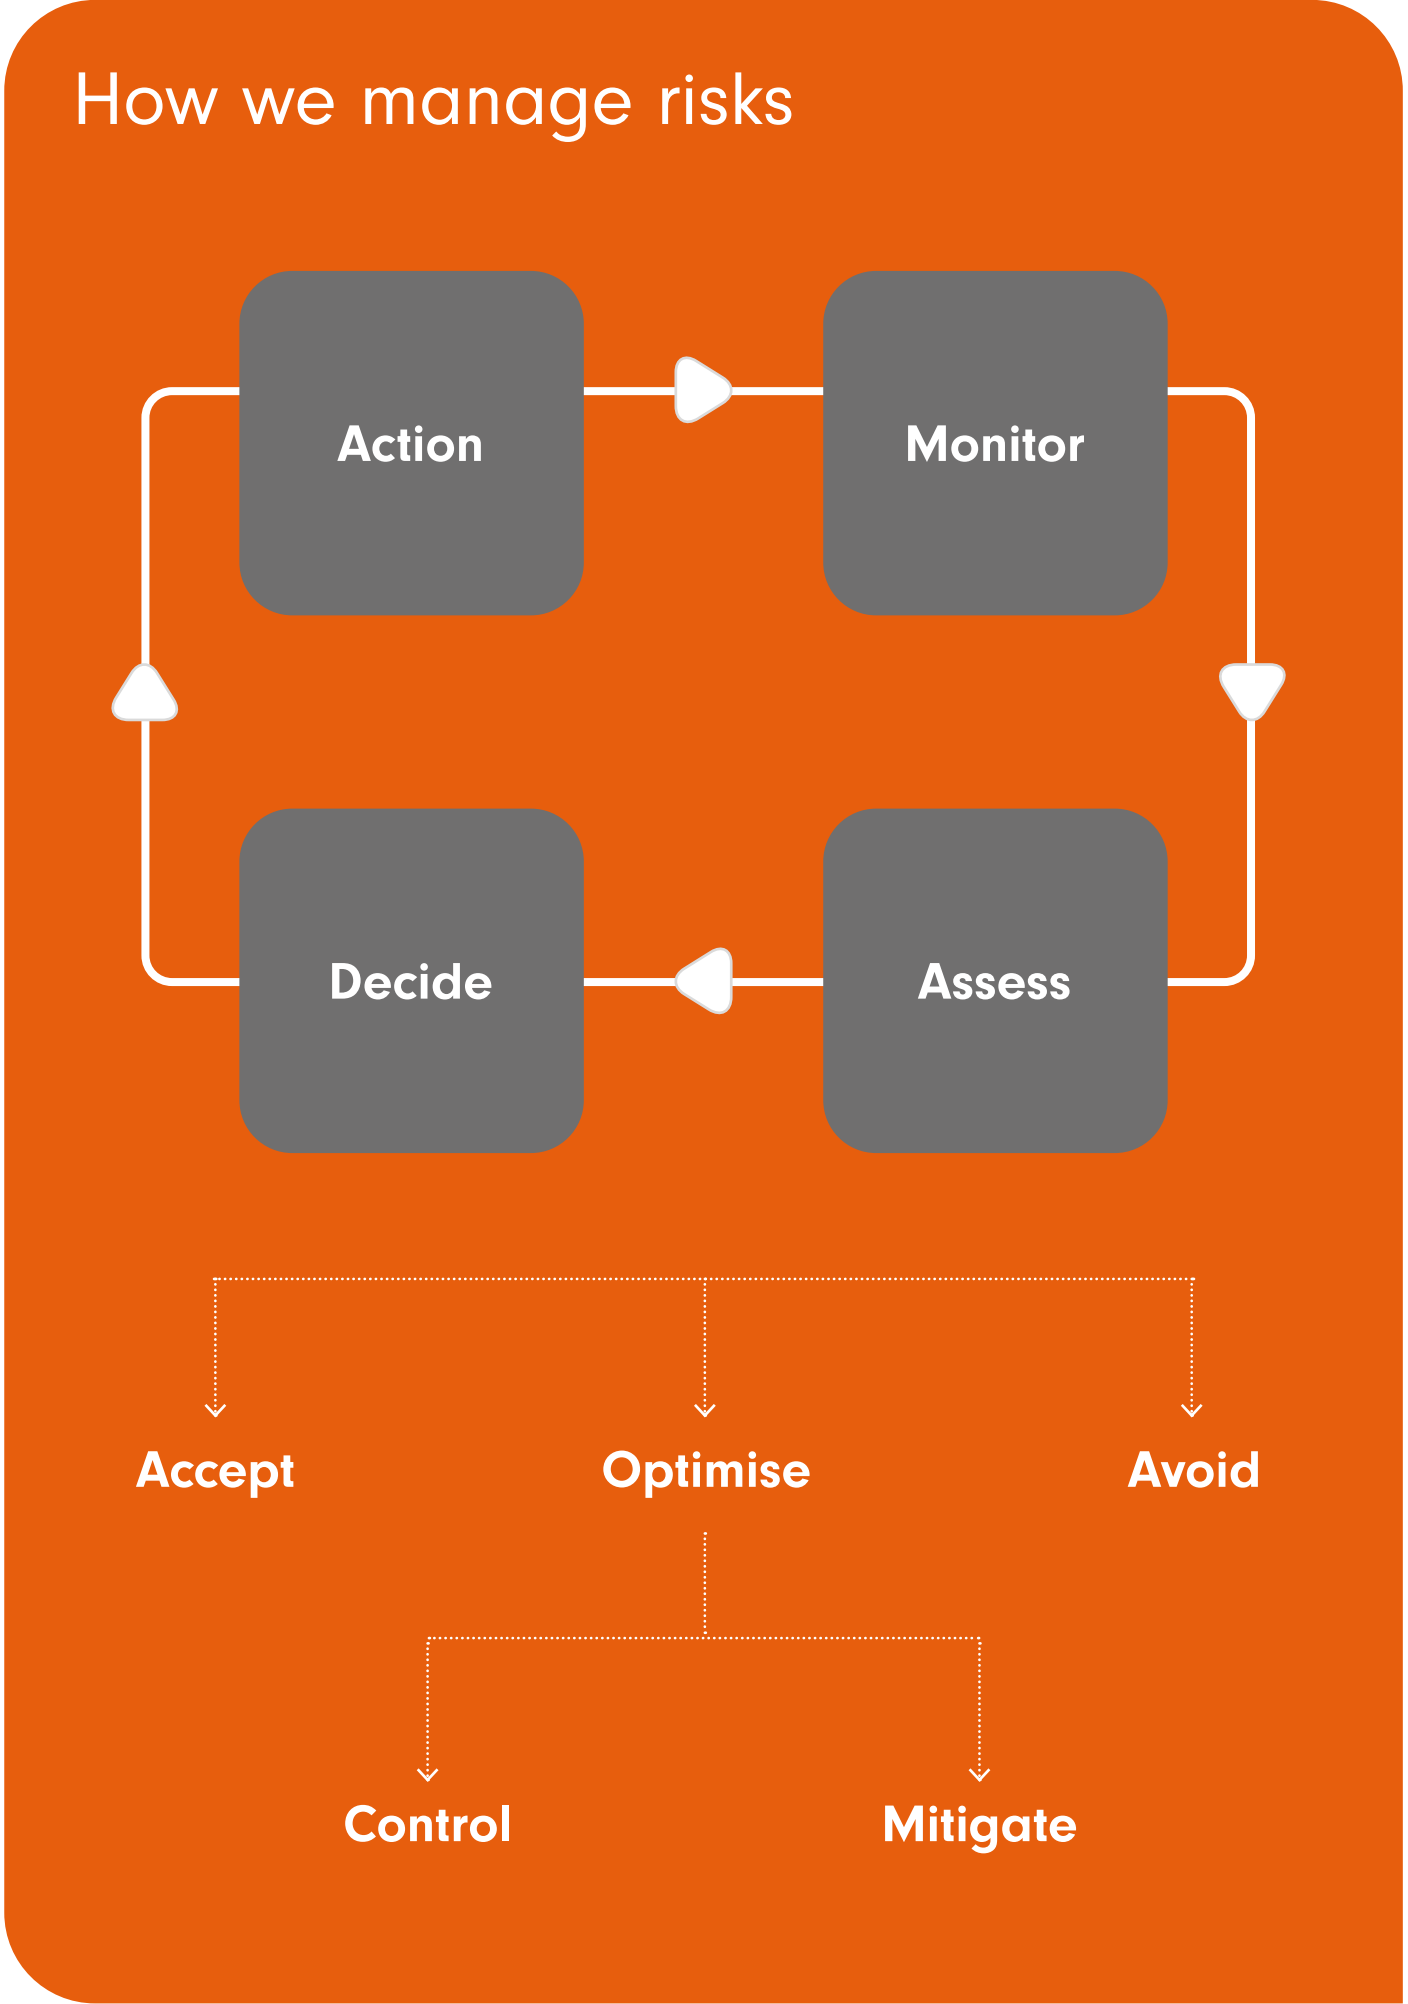 How we manage risks
Action
Monitor
Decide
Assess
Accept
Optimise
Avoid
Control
Mitigate